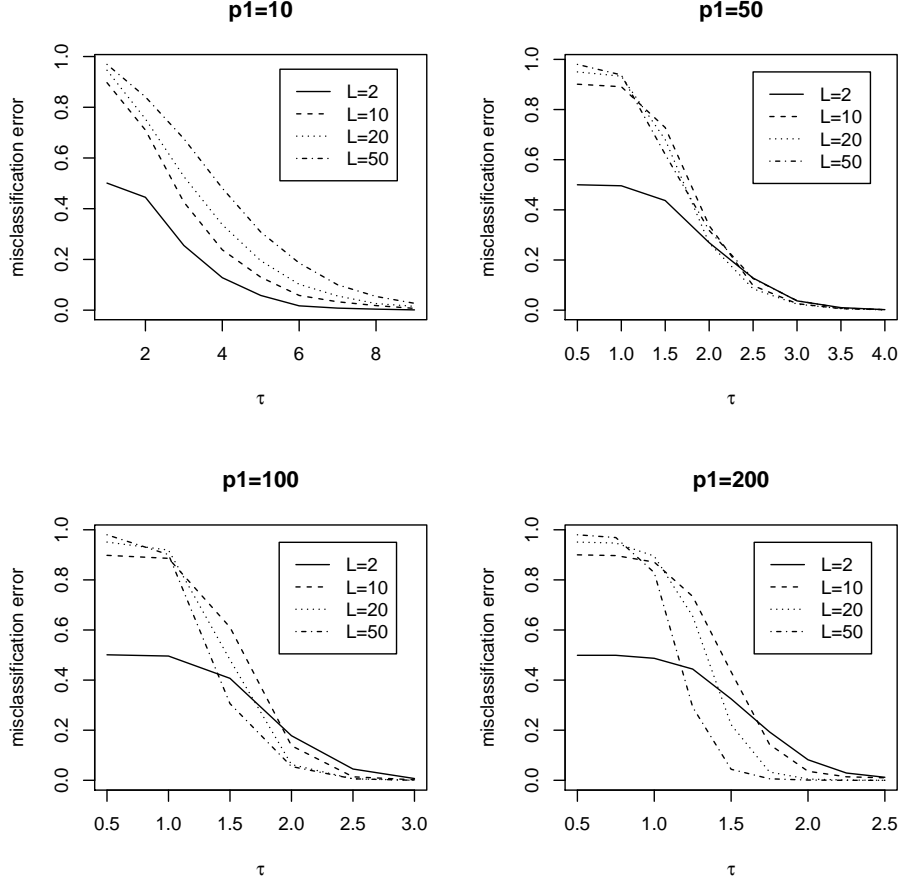 p1=10
misclassification error
0.0 0.2 0.4 0.6 0.8 1.0
L=2
L=10
L=20
L=50
2 4 6 8
τ
p1=50
misclassification error
0.0 0.2 0.4 0.6 0.8 1.0
L=2
L=10
L=20
L=50
0.5 1.0 1.5 2.0 2.5 3.0 3.5 4.0
τ
p1=100
misclassification error
0.0 0.2 0.4 0.6 0.8 1.0
L=2
L=10
L=20
L=50
0.5 1.0 1.5 2.0 2.5 3.0
τ
p1=200
misclassification error
0.0 0.2 0.4 0.6 0.8 1.0
L=2
L=10
L=20
L=50
0.5 1.0 1.5 2.0 2.5
τ